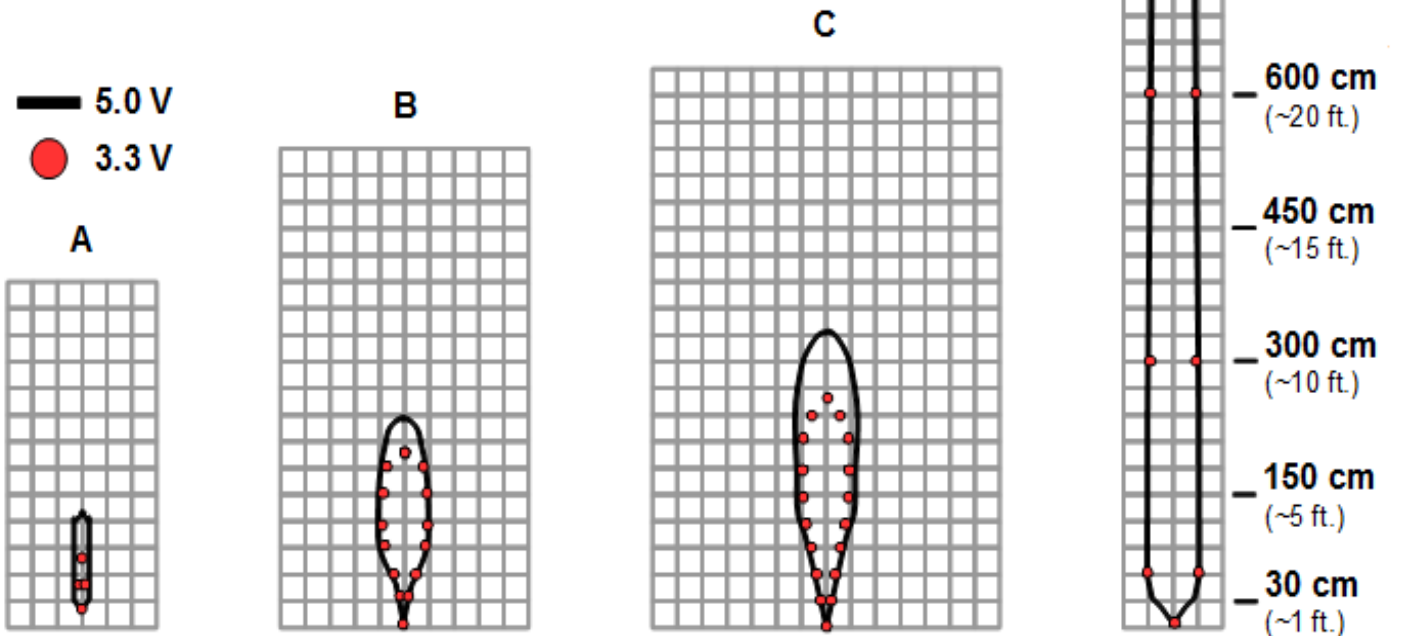 5.0 V
3.3 V
A
B
C
600 cm
(~20 ft.)
450 cm
(~15 ft.)
300 cm
(~10 ft.)
150 cm
(~5 ft.)
30 cm
(~1 ft.)